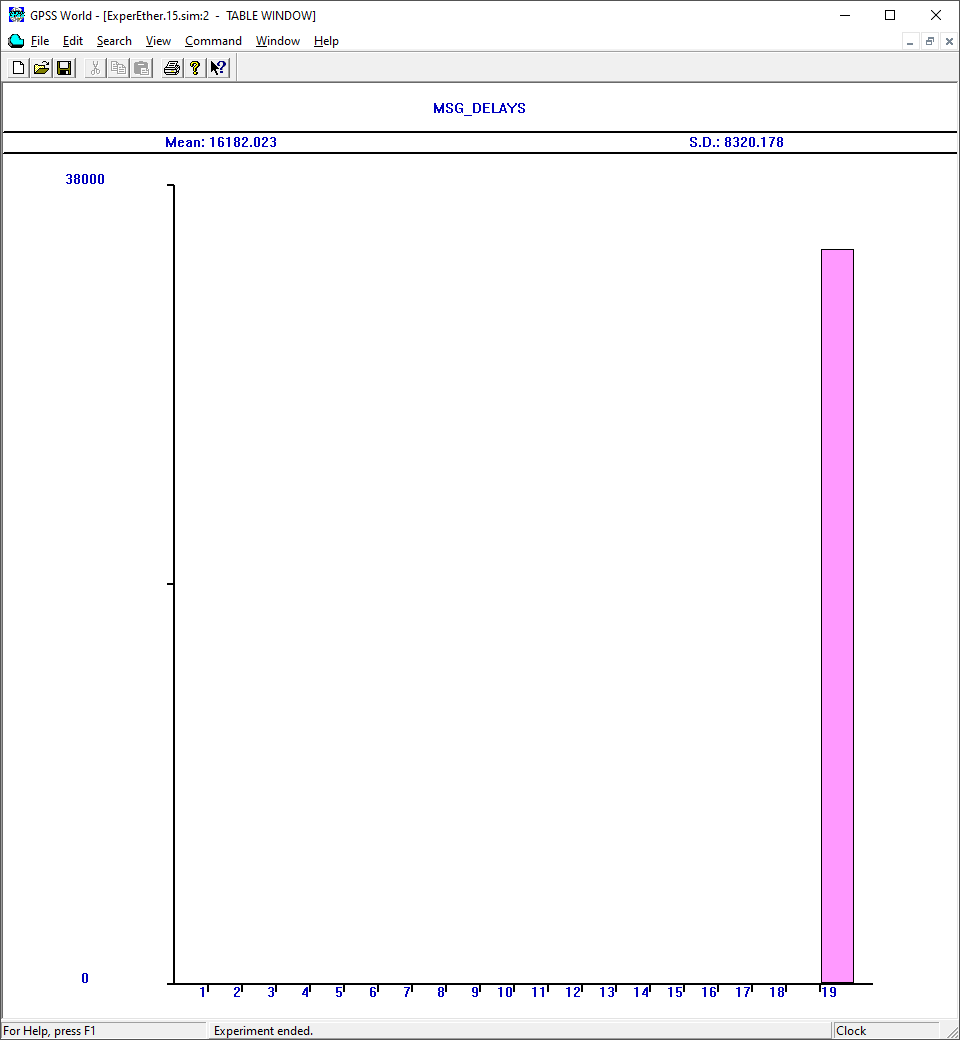 GPSS World - [ExperEther.15.sim:2 - TABLE WINDOW]
File Edit Search View Command Window Help
MSG_DELAYS
Mean: 16182.023 S.D.: 8320.178
38000
0
1 2 3 4 5 6 7 8 9 10 11 12 13 14 15 16 17 18 19
For Help, press F1 Experiment ended. Clock